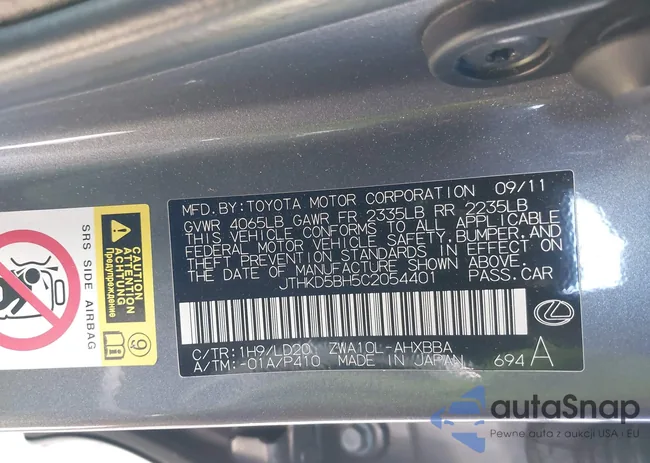 MFD. BY: TOYOTA MOTOR CORPORATION 09/11
GVWR 4065LB GAWR FR 2335LB RR 2235LB
THIS VEHICLE CONFORMS TO ALL APPLICABLE
FEDERAL MOTOR VEHICLE SAFETY, BUMPER, AND
THEFT PREVENTION STANDARDS IN EFFECT ON
THE DATE OF MANUFACTURE SHOWN ABOVE.
JTHKD5BH5C2054401 PASS. CAR
C/TR: 1H9/LD20 ZWA10L-AHXBBA
A/TM: -01A/P410 MADE IN JAPAN 694 A
SRS SIDE AIRBAG
CAUTION
ATTENTION
ACHTUNG
Предупреждение
autaSnap
Pewne auta z aukcji USA i EU